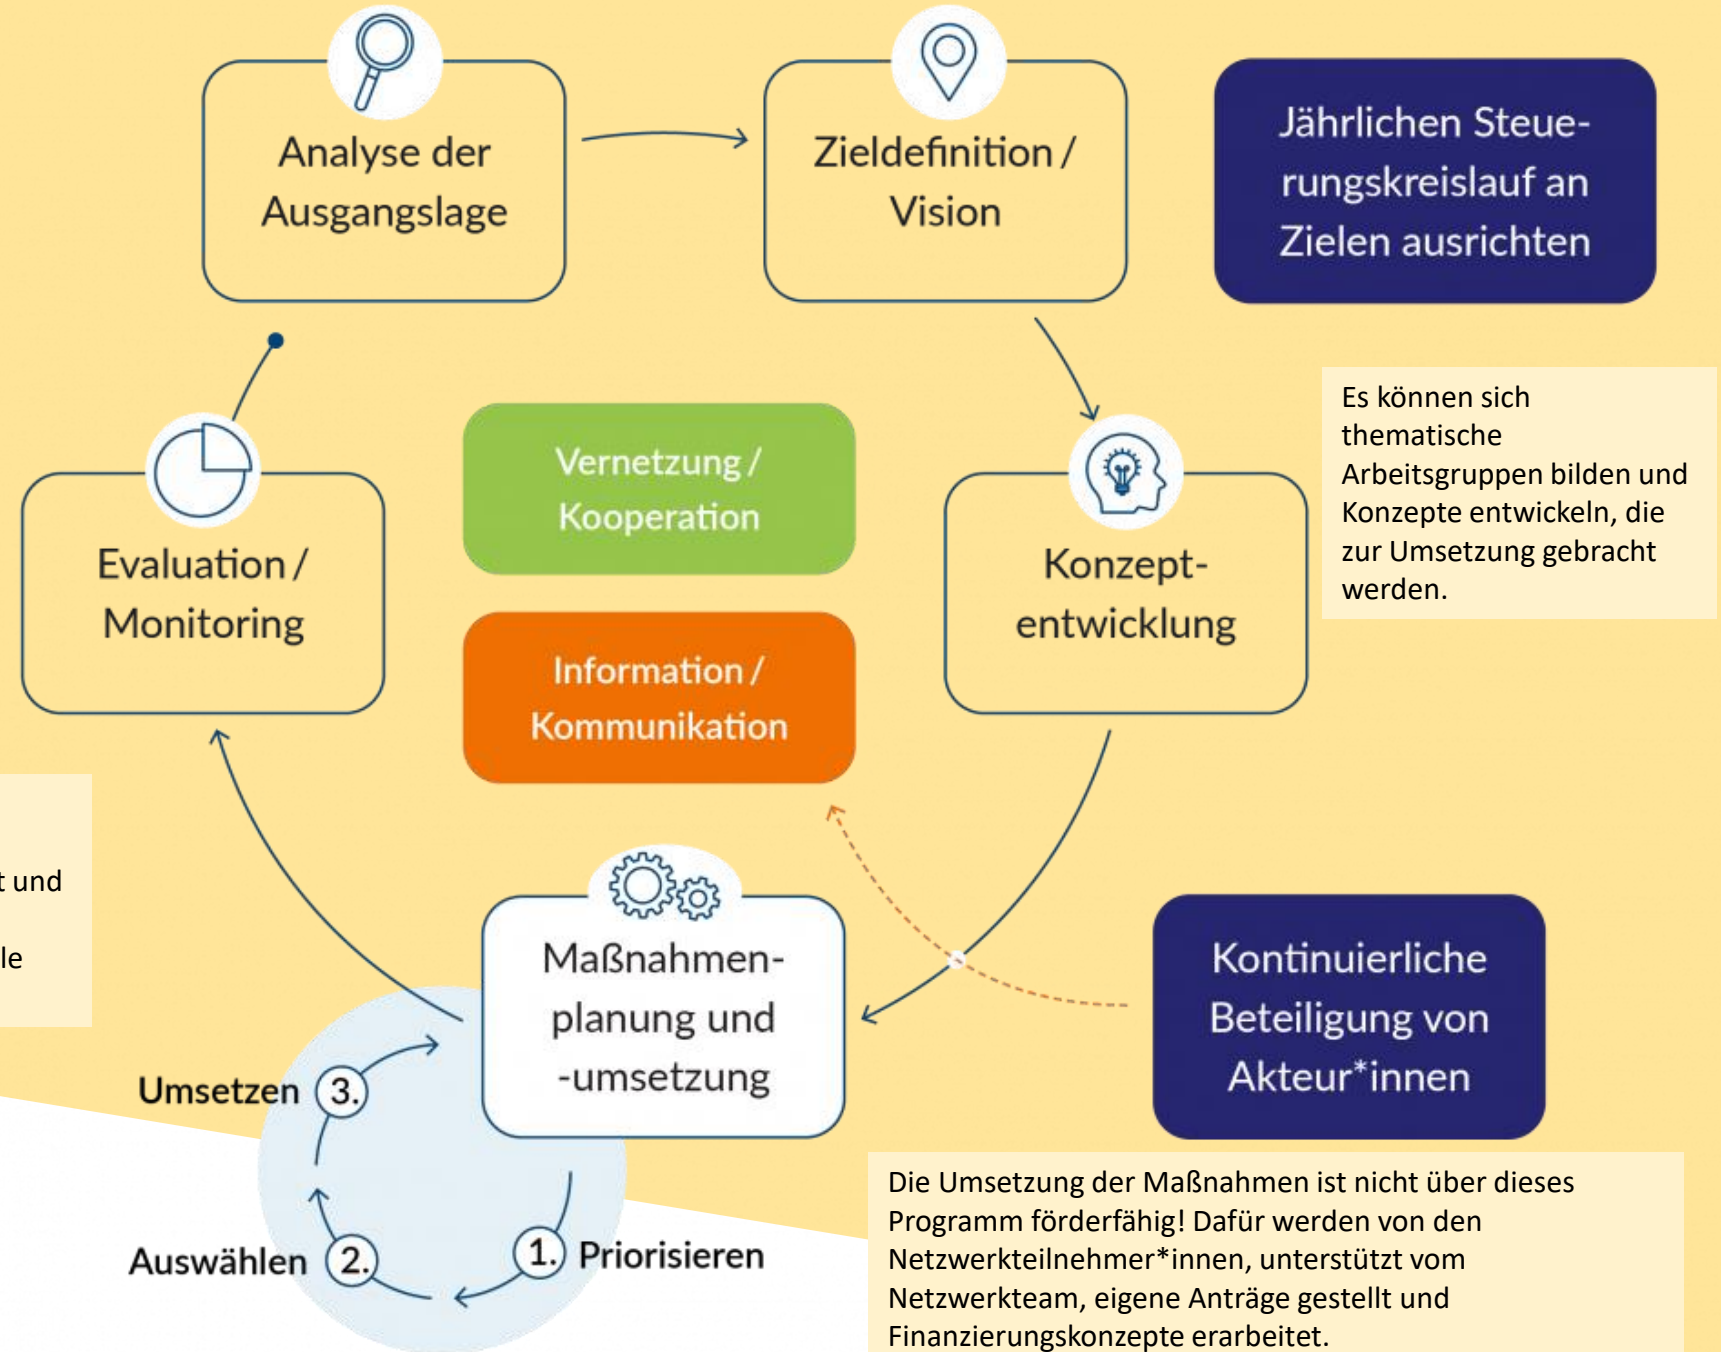 Analyse der
Ausgangslage
Zieldefinition /
Vision
Jährlichen Steue-
rungskreislauf an
Zielen ausrichten
Es können sich
thematische
Arbeitsgruppen bilden und
Konzepte entwickeln, die
zur Umsetzung gebracht
werden.
Vernetzung /
Kooperation
Evaluation /
Monitoring
Konzept-
entwicklung
Information /
Kommunikation
t und
le
Maßnahmen-
planung und
-umsetzung
Kontinuierliche
Beteiligung von
Akteur*innen
Umsetzen 3.
Auswählen 2.
1. Priorisieren
Die Umsetzung der Maßnahmen ist nicht über dieses
Programm förderfähig! Dafür werden von den
Netzwerkteilnehmer*innen, unterstützt vom
Netzwerkteam, eigene Anträge gestellt und
Finanzierungskonzepte erarbeitet.